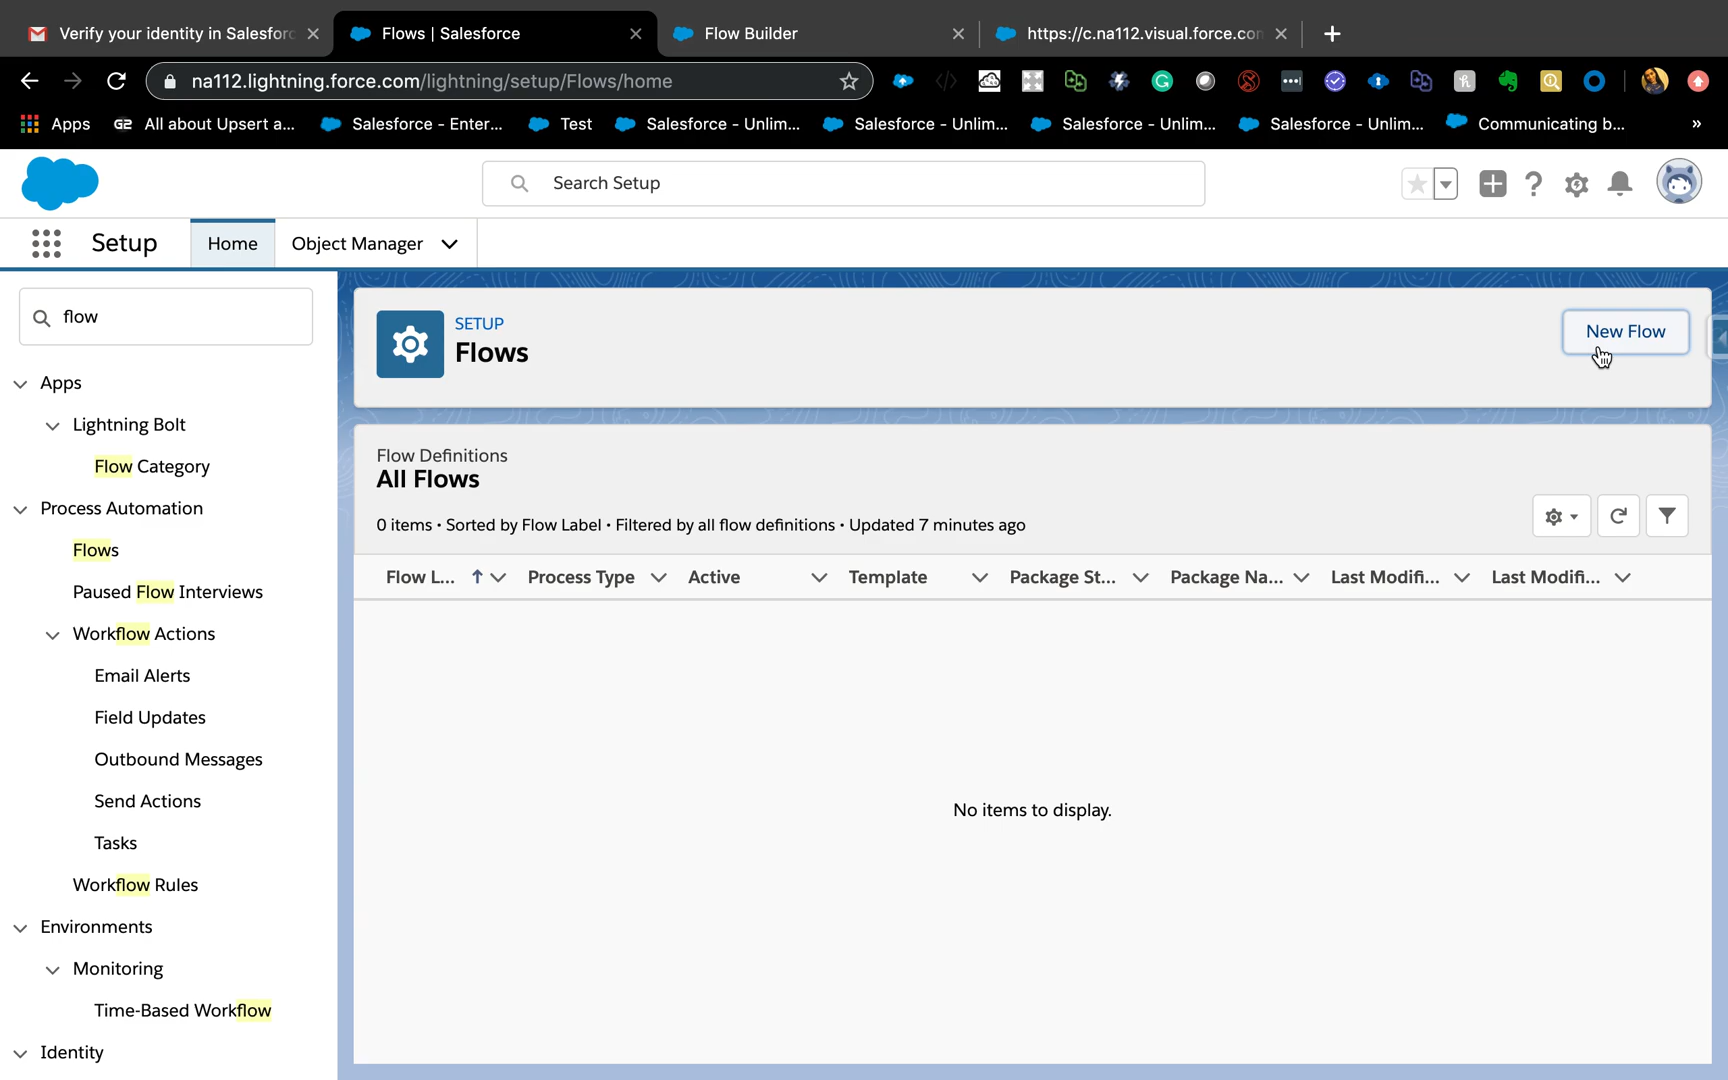 Verify your identity in Salesforc
Flows | Salesforce
Flow Builder
https://c.na112.visual.force.con
na112.lightning.force.com/lightning/setup/Flows/home
Apps
G2 All about Upsert a...
Salesforce - Enter...
Test
Salesforce - Unlim...
Salesforce - Unlim...
Salesforce - Unlim...
Salesforce - Unlim...
Communicating b...
»
Search Setup
Setup
Home
Object Manager
flow
SETUP
Flows
New Flow
Apps
Lightning Bolt
Flow Category
Process Automation
Flows
Paused Flow Interviews
Workflow Actions
Email Alerts
Field Updates
Outbound Messages
Send Actions
Tasks
Workflow Rules
Environments
Monitoring
Time-Based Workflow
Identity
Flow Definitions
All Flows
0 items • Sorted by Flow Label • Filtered by all flow definitions • Updated 7 minutes ago
Flow L... ↑
Process Type
Active
Template
Package St...
Package Na...
Last Modifi...
Last Modifi...
No items to display.